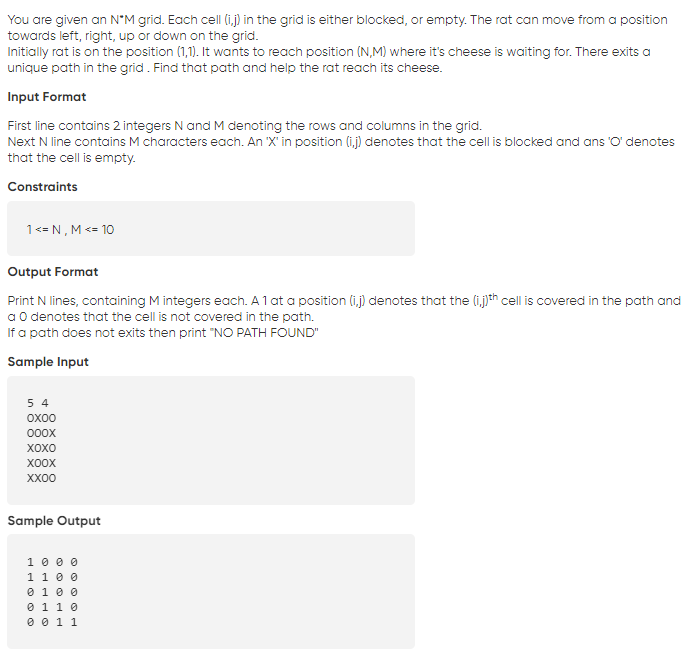 You are given an N*M grid. Each cell (i,j) in the grid is either blocked, or empty. The rat can move from a position
towards left, right, up or down on the grid.
Initially rat is on the position (1,1). It wants to reach position (N,M) where it's cheese is waiting for. There exits a
unique path in the grid . Find that path and help the rat reach its cheese.
Input Format
First line contains 2 integers N and M denoting the rows and columns in the grid.
Next N line contains M characters each. An 'X' in position (i,j) denotes that the cell is blocked and ans 'O' denotes
that the cell is empty.
Constraints
1 <= N , M <= 10
Output Format
Print N lines, containing M integers each. A 1 at a position (i,j) denotes that the (i,j)th cell is covered in the path and
a 0 denotes that the cell is not covered in the path.
If a path does not exits then print "NO PATH FOUND"
Sample Input
5 4
OXOO
OOOX
XOXO
XOOX
XXOO
Sample Output
1 0 0 0
1 1 0 0
0 1 0 0
0 1 1 0
0 0 1 1